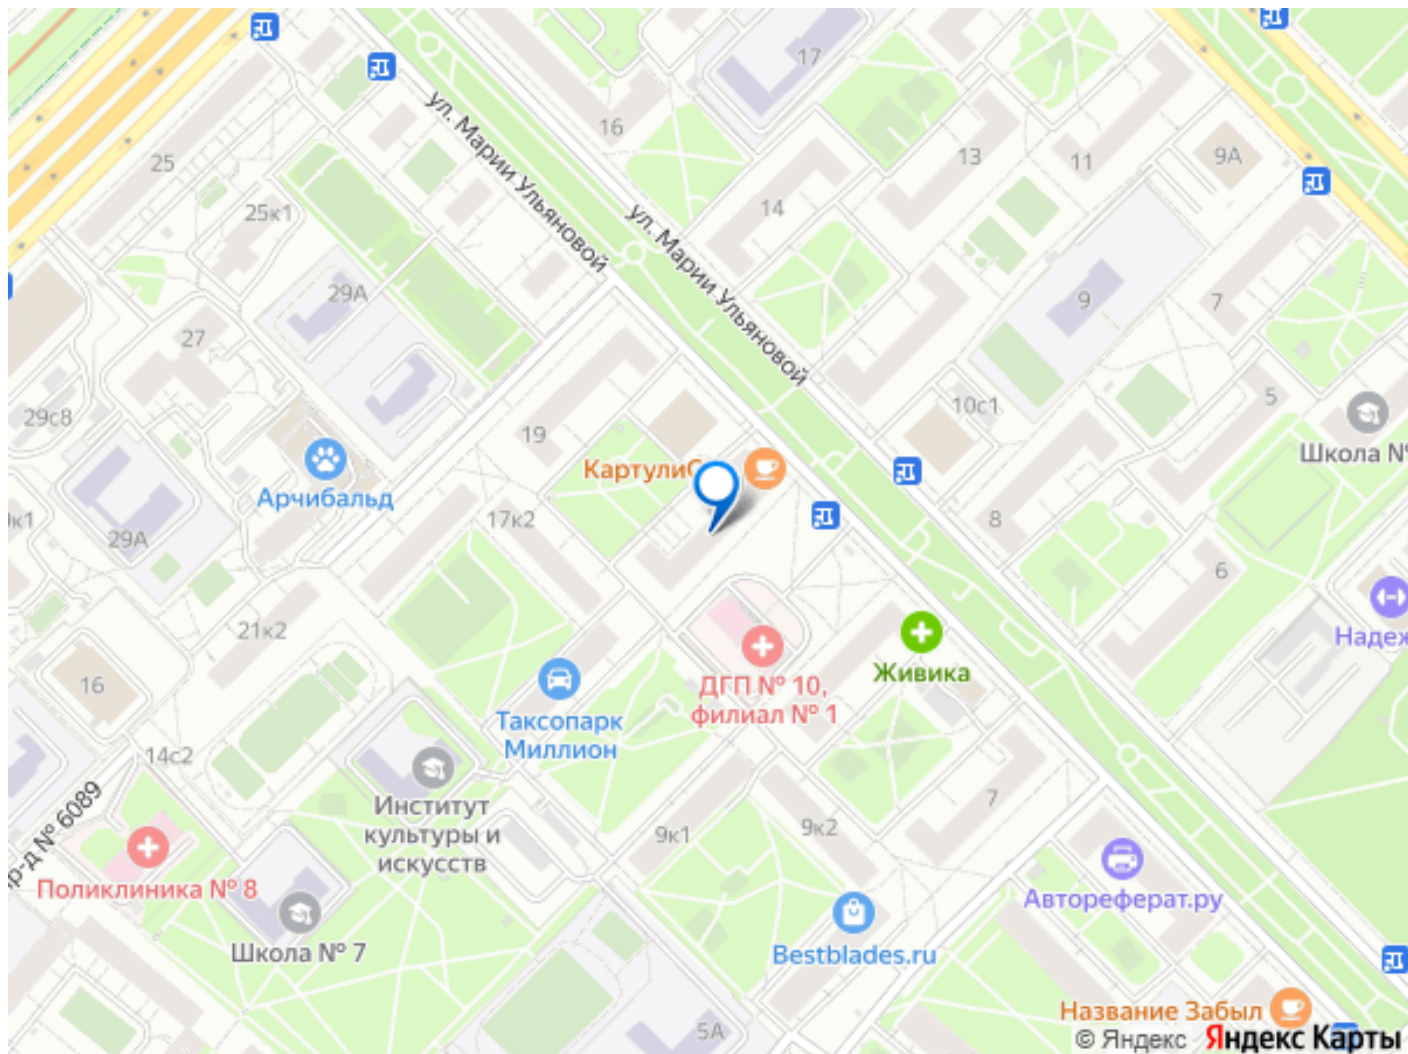 17
16
25
13
11
9А
ул. Марии Ульяновой
25к1
14
ул. Марии Ульяновой
29А
9
7
27
29с8
19
10с1
5
Школа №
Картули
Арчибальд
17к2
8
29А
6
21к2
16
Живика
ДГП № 10,
филиал № 1
Таксопарк
Миллион
14с2
7
Институт
культуры и
искусств
9к1
9к2
Поликлиника № 8
Автореферат.ру
Школа № 7
Bestblades.ru
5А
Название Забыл
© Яндекс Яндекс Карты